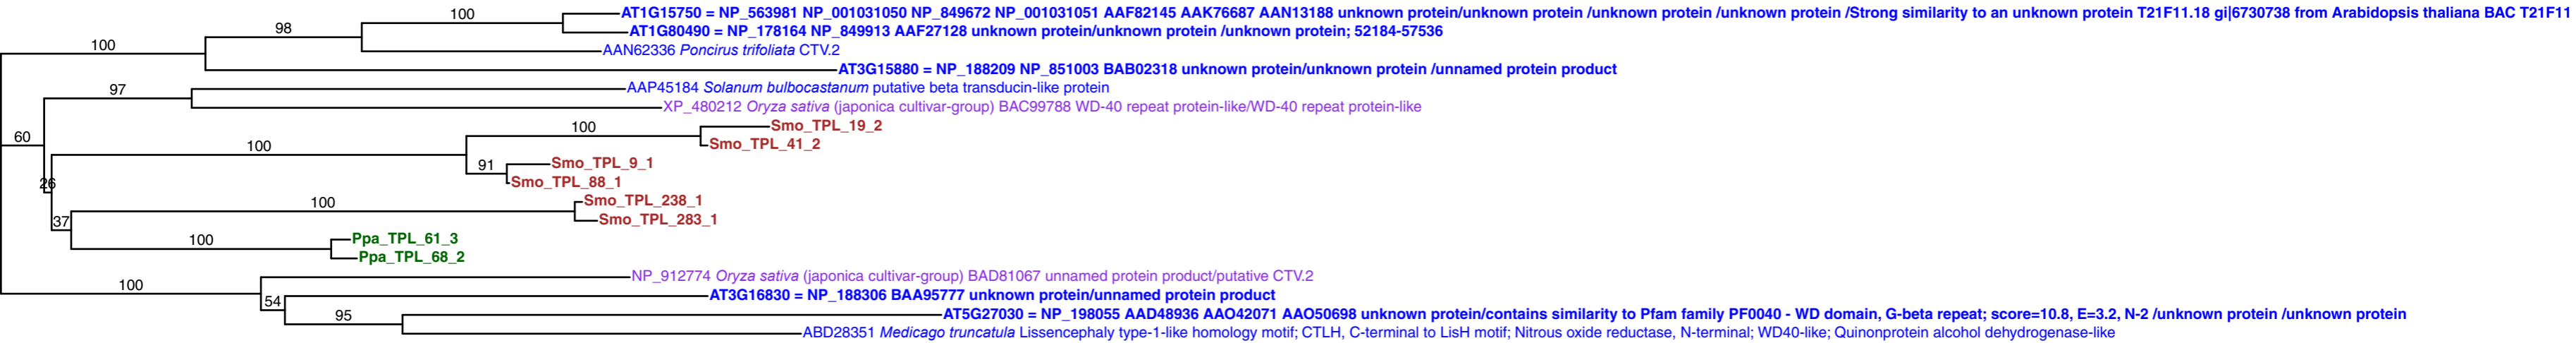 100
AT1G15750 = NP_563981 NP_001031050 NP_849672 NP_001031051 AAF82145 AAK76687 AAN13188 unknown protein/unknown protein /unknown protein /unknown protein /Strong similarity to an unknown protein T21F11.18 gi|6730738 from Arabidopsis thaliana BAC T21F11
98
AT1G80490 = NP_178164 NP_849913 AAF27128 unknown protein/unknown protein /unknown protein; 52184-57536
100
AAN62336 Poncirus trifoliata CTV.2
AT3G15880 = NP_188209 NP_851003 BAB02318 unknown protein/unknown protein /unnamed protein product
97
AAP45184 Solanum bulbocastanum putative beta transducin-like protein
XP_480212 Oryza sativa (japonica cultivar-group) BAC99788 WD-40 repeat protein-like/WD-40 repeat protein-like
100
Smo_TPL_19_2
60
Smo_TPL_41_2
100
91
Smo_TPL_9_1
26
Smo_TPL_88_1
100
Smo_TPL_238_1
37
Smo_TPL_283_1
100
Ppa_TPL_61_3
Ppa_TPL_68_2
NP_912774 Oryza sativa (japonica cultivar-group) BAD81067 unnamed protein product/putative CTV.2
100
54
AT3G16830 = NP_188306 BAA95777 unknown protein/unnamed protein product
95
AT5G27030 = NP_198055 AAD48936 AAO42071 AAO50698 unknown protein/contains similarity to Pfam family PF0040 - WD domain, G-beta repeat; score=10.8, E=3.2, N-2 /unknown protein /unknown protein
ABD28351 Medicago truncatula Lissencephaly type-1-like homology motif; CTLH, C-terminal to LisH motif; Nitrous oxide reductase, N-terminal; WD40-like; Quinonprotein alcohol dehydrogenase-like